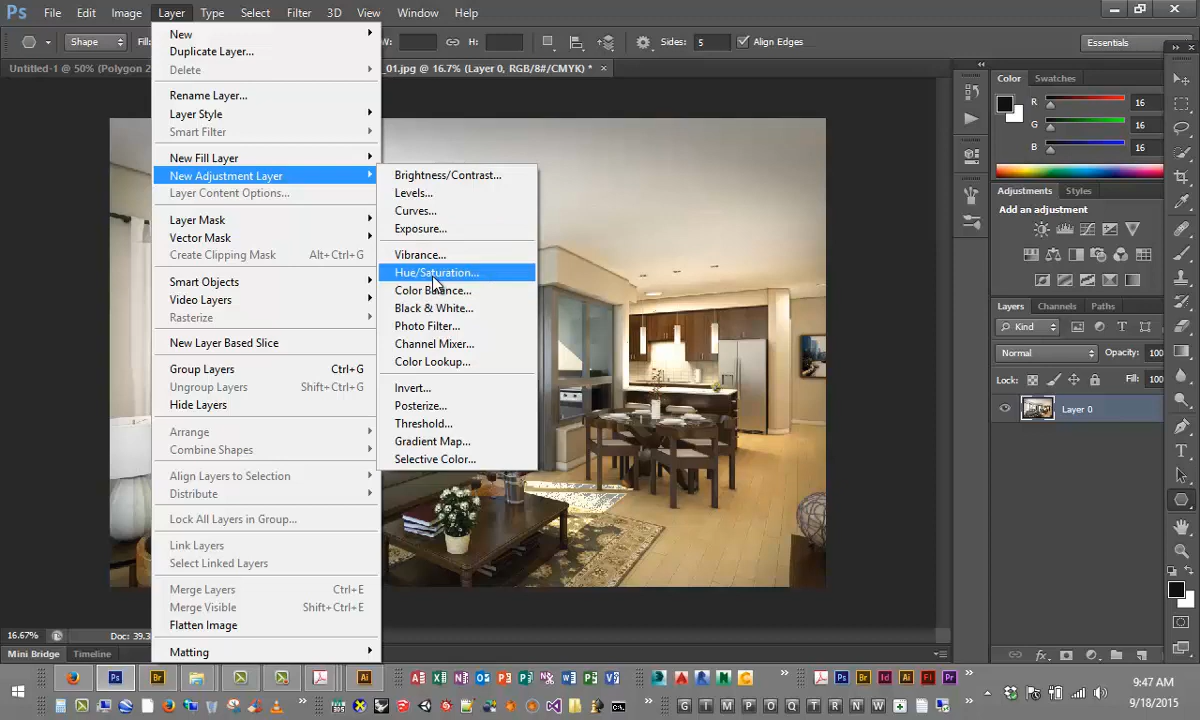 Ps File Edit Image Layer Type Select Filter 3D View Window Help
Shape Fill: W: H: Sides: 5 Align Edges Essentials
Untitled-1 @ 50% (Polygon 2 _01.jpg @ 16.7% (Layer 0, RGB/8#/CMYK) * ×
New
Duplicate Layer...
Delete
Rename Layer...
Layer Style
Smart Filter
New Fill Layer
New Adjustment Layer
Layer Content Options...
Layer Mask
Vector Mask
Create Clipping Mask Alt+Ctrl+G
Smart Objects
Video Layers
Rasterize
New Layer Based Slice
Group Layers Ctrl+G
Ungroup Layers Shift+Ctrl+G
Hide Layers
Arrange
Combine Shapes
Align Layers to Selection
Distribute
Lock All Layers in Group...
Link Layers
Select Linked Layers
Merge Layers Ctrl+E
Merge Visible Shift+Ctrl+E
Flatten Image
Matting
Brightness/Contrast...
Levels...
Curves...
Exposure...
Vibrance...
Hue/Saturation...
Color Balance...
Black & White...
Photo Filter...
Channel Mixer...
Color Lookup...
Invert...
Posterize...
Threshold...
Gradient Map...
Selective Color...
Color Swatches
R 16
G 16
B 16
Adjustments Styles
Add an adjustment
Layers Channels Paths
Kind
Normal Opacity: 100
Lock: Fill: 100
Layer 0
16.67% Doc: 39.3
Mini Bridge Timeline
9:47 AM
9/18/2015